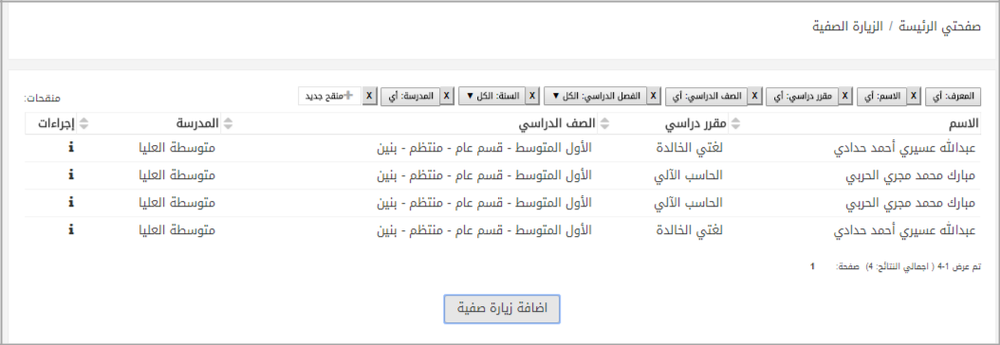 صفحتي الرئيسة / الزيارة الصفية
المعرف: أي X الاسم: أي X مقرر دراسي: أي X الصف الدراسي: أي X الفصل الدراسي: الكل ▼ X السنة: الكل ▼ X المدرسة: أي X +منقح جديد منقحات:
الاسم مقرر دراسي الصف الدراسي المدرسة إجراءات
عبدالله عسيري أحمد حدادي لغتي الخالدة الأول المتوسط - قسم عام - منتظم - بنين متوسطة العليا i
مبارك محمد مجري الحربي الحاسب الآلي الأول المتوسط - قسم عام - منتظم - بنين متوسطة العليا i
مبارك محمد مجري الحربي الحاسب الآلي الأول المتوسط - قسم عام - منتظم - بنين متوسطة العليا i
عبدالله عسيري أحمد حدادي لغتي الخالدة الأول المتوسط - قسم عام - منتظم - بنين متوسطة العليا i
تم عرض 1-4 ( اجمالي النتائج: 4) صفحة: 1
اضافة زيارة صفية